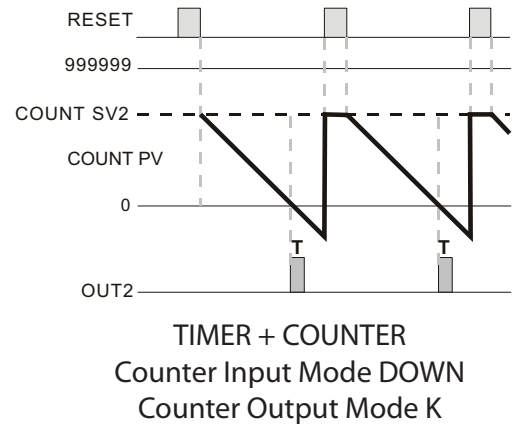 RESET
999999
COUNT SV2
COUNT PV
0
T T
OUT2
TIMER + COUNTER
Counter Input Mode DOWN
Counter Output Mode K